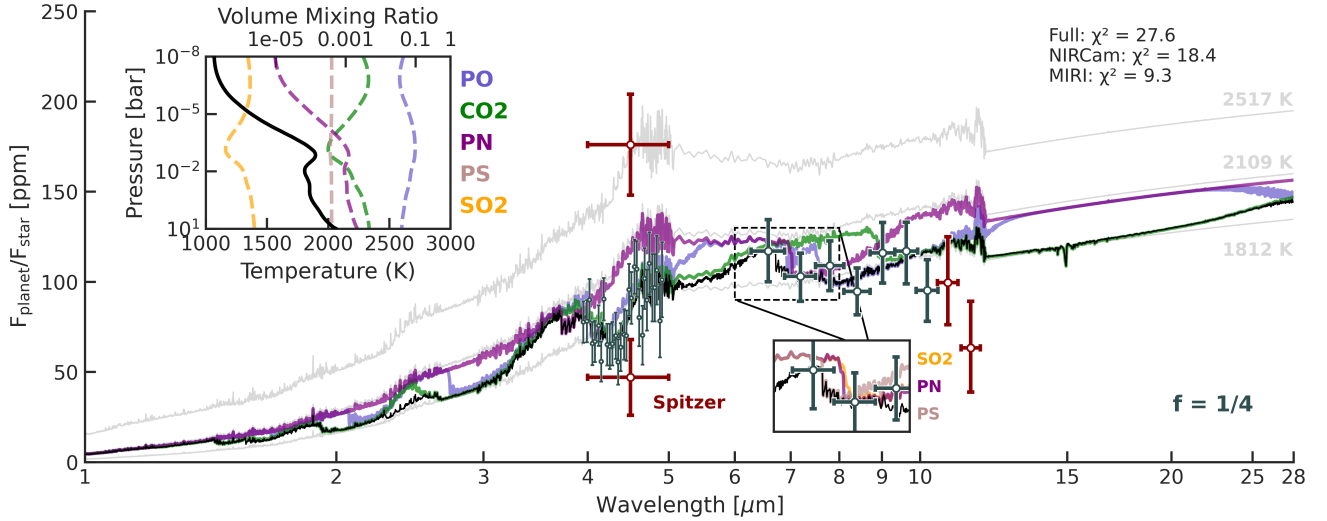 250
200
150
100
50
0
F_planet/F_star [ppm]
1 2 3 4 5 6 7 8 9 10 15 20 25 28
Wavelength [μm]
Volume Mixing Ratio
1e-05 0.001 0.1 1
Pressure [bar]
10⁻⁸
10⁻⁵
10⁻²
10¹
1000 1500 2000 2500 3000
Temperature (K)
PO
CO2
PN
PS
SO2
Full: χ² = 27.6
NIRCam: χ² = 18.4
MIRI: χ² = 9.3
2517 K
2109 K
1812 K
Spitzer
SO2
PN
PS
f = 1/4